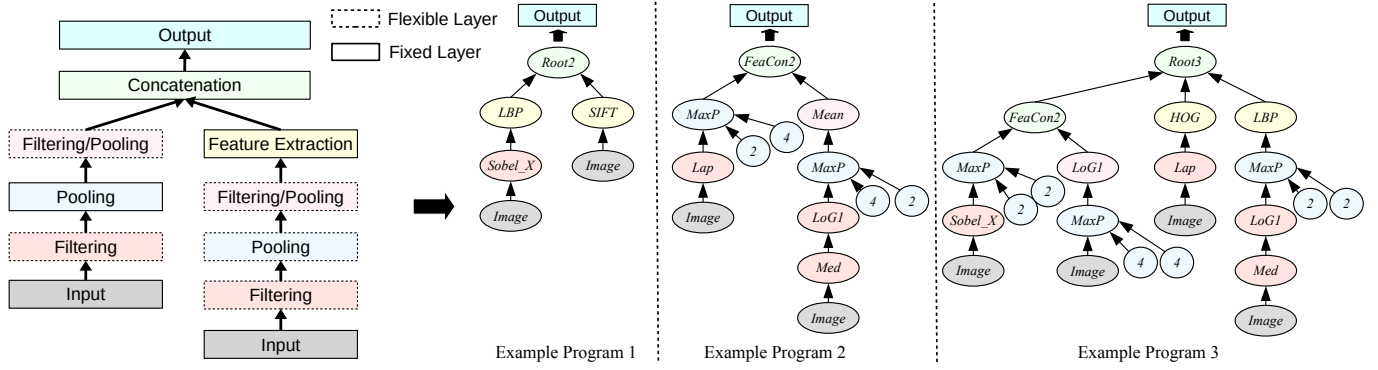 Flexible Layer
Fixed Layer
Output
Concatenation
Filtering/Pooling
Pooling
Filtering
Input
Feature Extraction
Filtering/Pooling
Pooling
Filtering
Input
Output
Root2
LBP
SIFT
Sobel_X
Image
Image
Example Program 1
Output
FeaCon2
MaxP
Mean
4
2
Lap
MaxP
Image
4
2
LoG1
Med
Image
Example Program 2
Output
Root3
FeaCon2
HOG
LBP
MaxP
LoG1
Lap
MaxP
2
2
2
2
Sobel_X
MaxP
Image
LoG1
Image
Image
4
4
Med
Image
Example Program 3